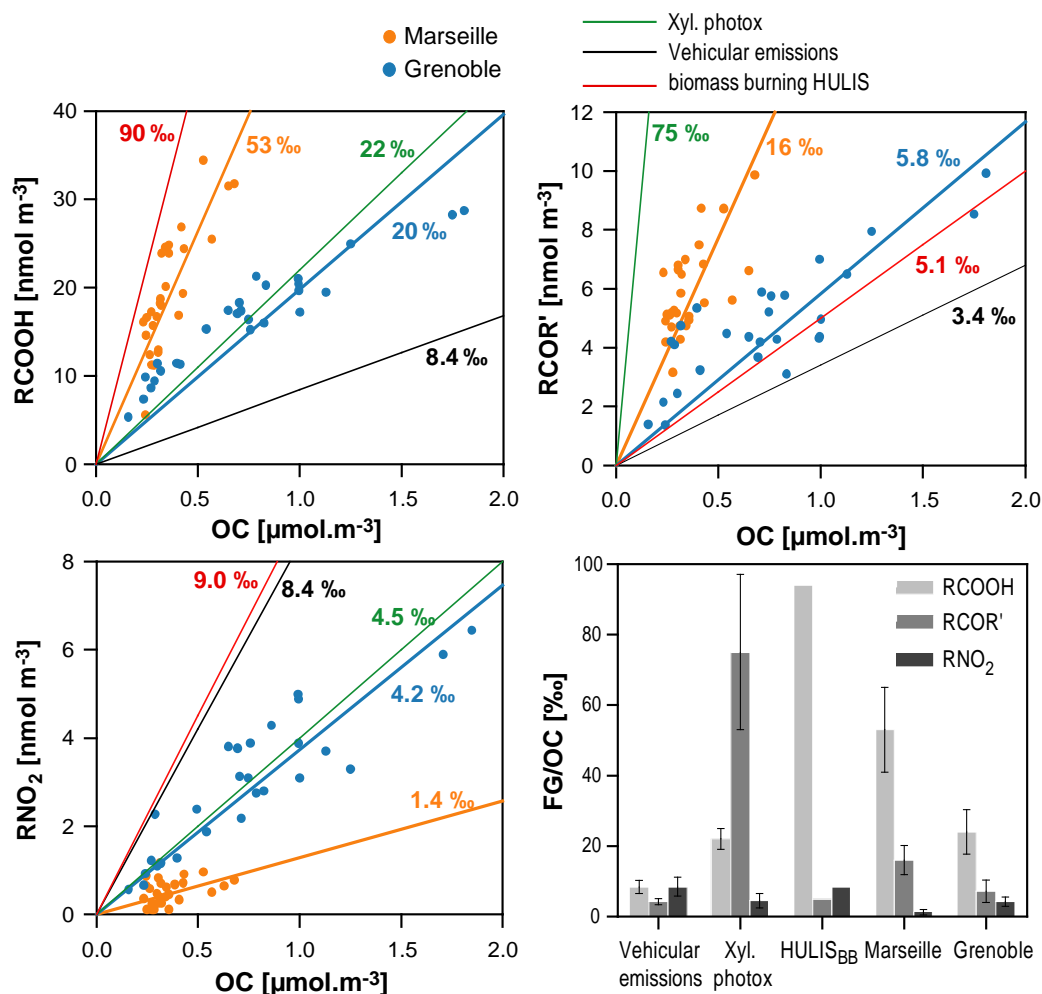 Marseille
Grenoble
Xyl. photox
Vehicular emissions
biomass burning HULIS
RCOOH [nmol m-3]
40
30
20
10
0
90 ‰
53 ‰
22 ‰
20 ‰
8.4 ‰
0.0 0.5 1.0 1.5 2.0
OC [µmol.m-3]
RCOR' [nmol m-3]
12
10
8
6
4
2
0
75 ‰
16 ‰
5.8 ‰
5.1 ‰
3.4 ‰
0.0 0.5 1.0 1.5 2.0
OC [µmol.m-3]
RNO2 [nmol m-3]
8
6
4
2
0
9.0 ‰
8.4 ‰
4.5 ‰
4.2 ‰
1.4 ‰
0.0 0.5 1.0 1.5 2.0
OC [µmol.m-3]
FG/OC [‰]
100
80
60
40
20
0
RCOOH
RCOR'
RNO2
Vehicular emissions
Xyl. photox
HULISBB
Marseille
Grenoble